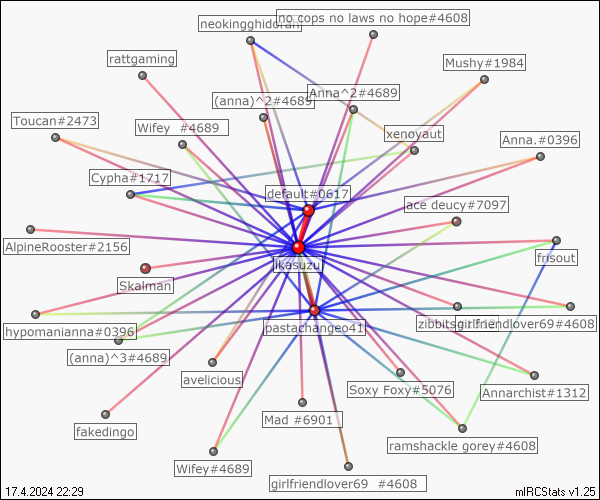 no cops no laws no hope#4608
neokingghidorah
rattgaming
Mushy#1984
(anna)^2#4689
Anna^2#4689
Toucan#2473
Wifey #4689
xenoyaut
Anna.#0396
Cypha#1717
default#0617
ace deucy#7097
AlpineRooster#2156
frisout
ikasuzu
Skalman
hypomanianna#0396
pastachangeo41
girlfriendlover69#4608
(anna)^3#4689
avelicious
Soxy Foxy#5076
Annarchist#1312
fakedingo
Mad #6901
ramshackle gorey#4608
Wifey#4689
girlfriendlover69 #4608
17.4.2024 22:29
mIRCStats v1.25